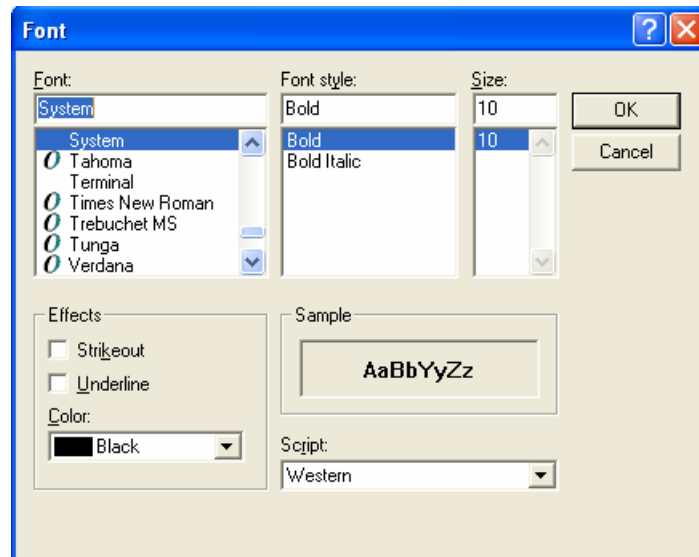 Font
Font:
Font style:
Size:
System
Bold
10
OK
System
Tahoma
Terminal
Times New Roman
Trebuchet MS
Tunga
Verdana
Bold
Bold Italic
10
Cancel
Effects
Strikeout
Underline
Color:
Black
Sample
AaBbYyZz
Script:
Western